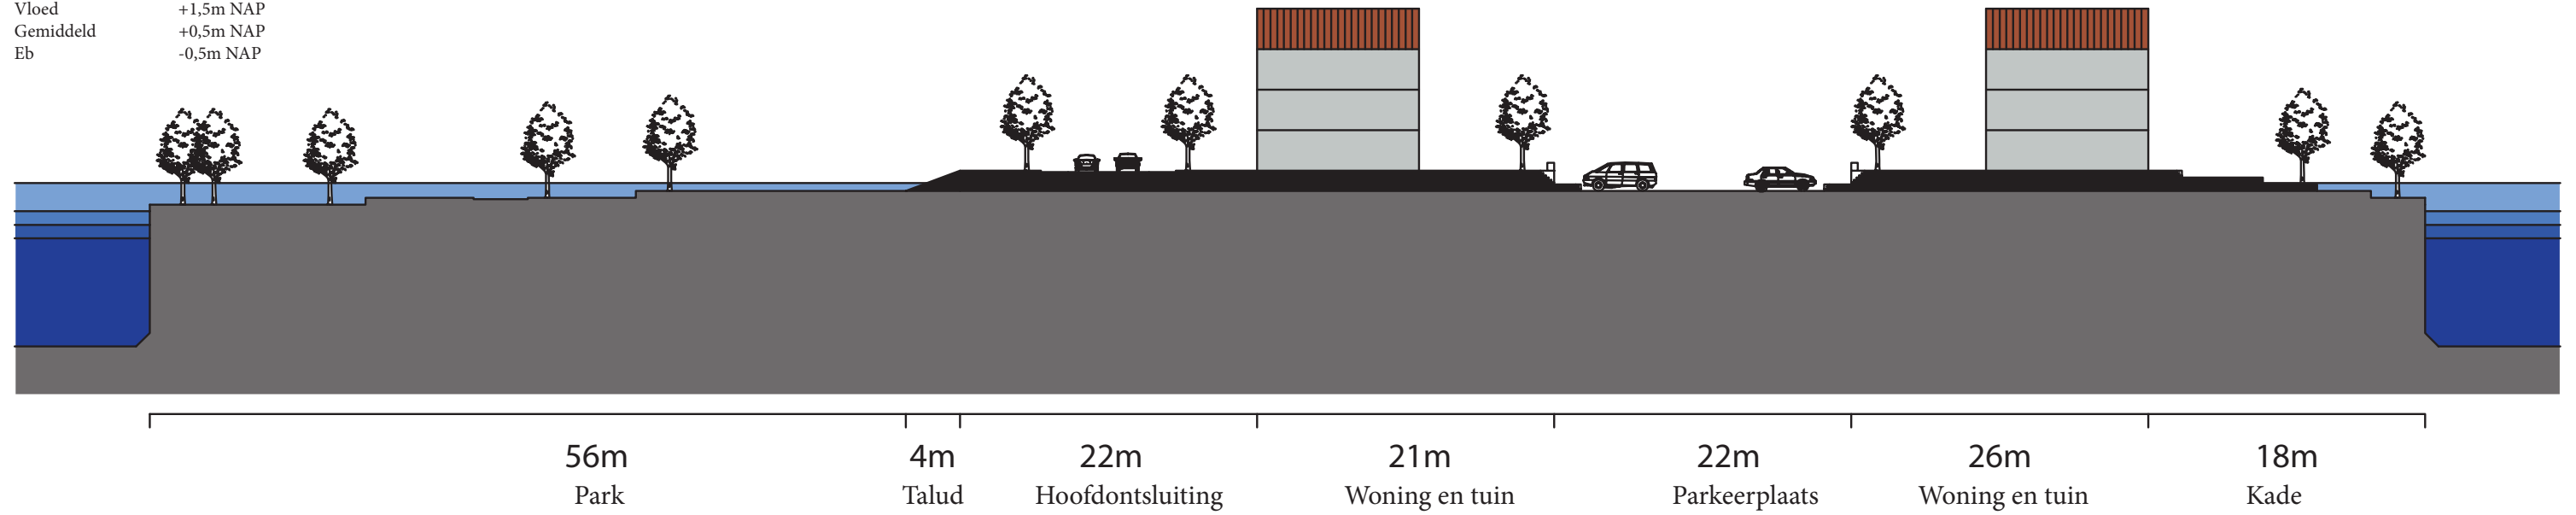 Vloed +1,5m NAP
Gemiddeld +0,5m NAP
Eb -0,5m NAP
56m 4m 22m 21m 22m 26m 18m
Park Talud Hoofdontsluiting Woning en tuin Parkeerplaats Woning en tuin Kade